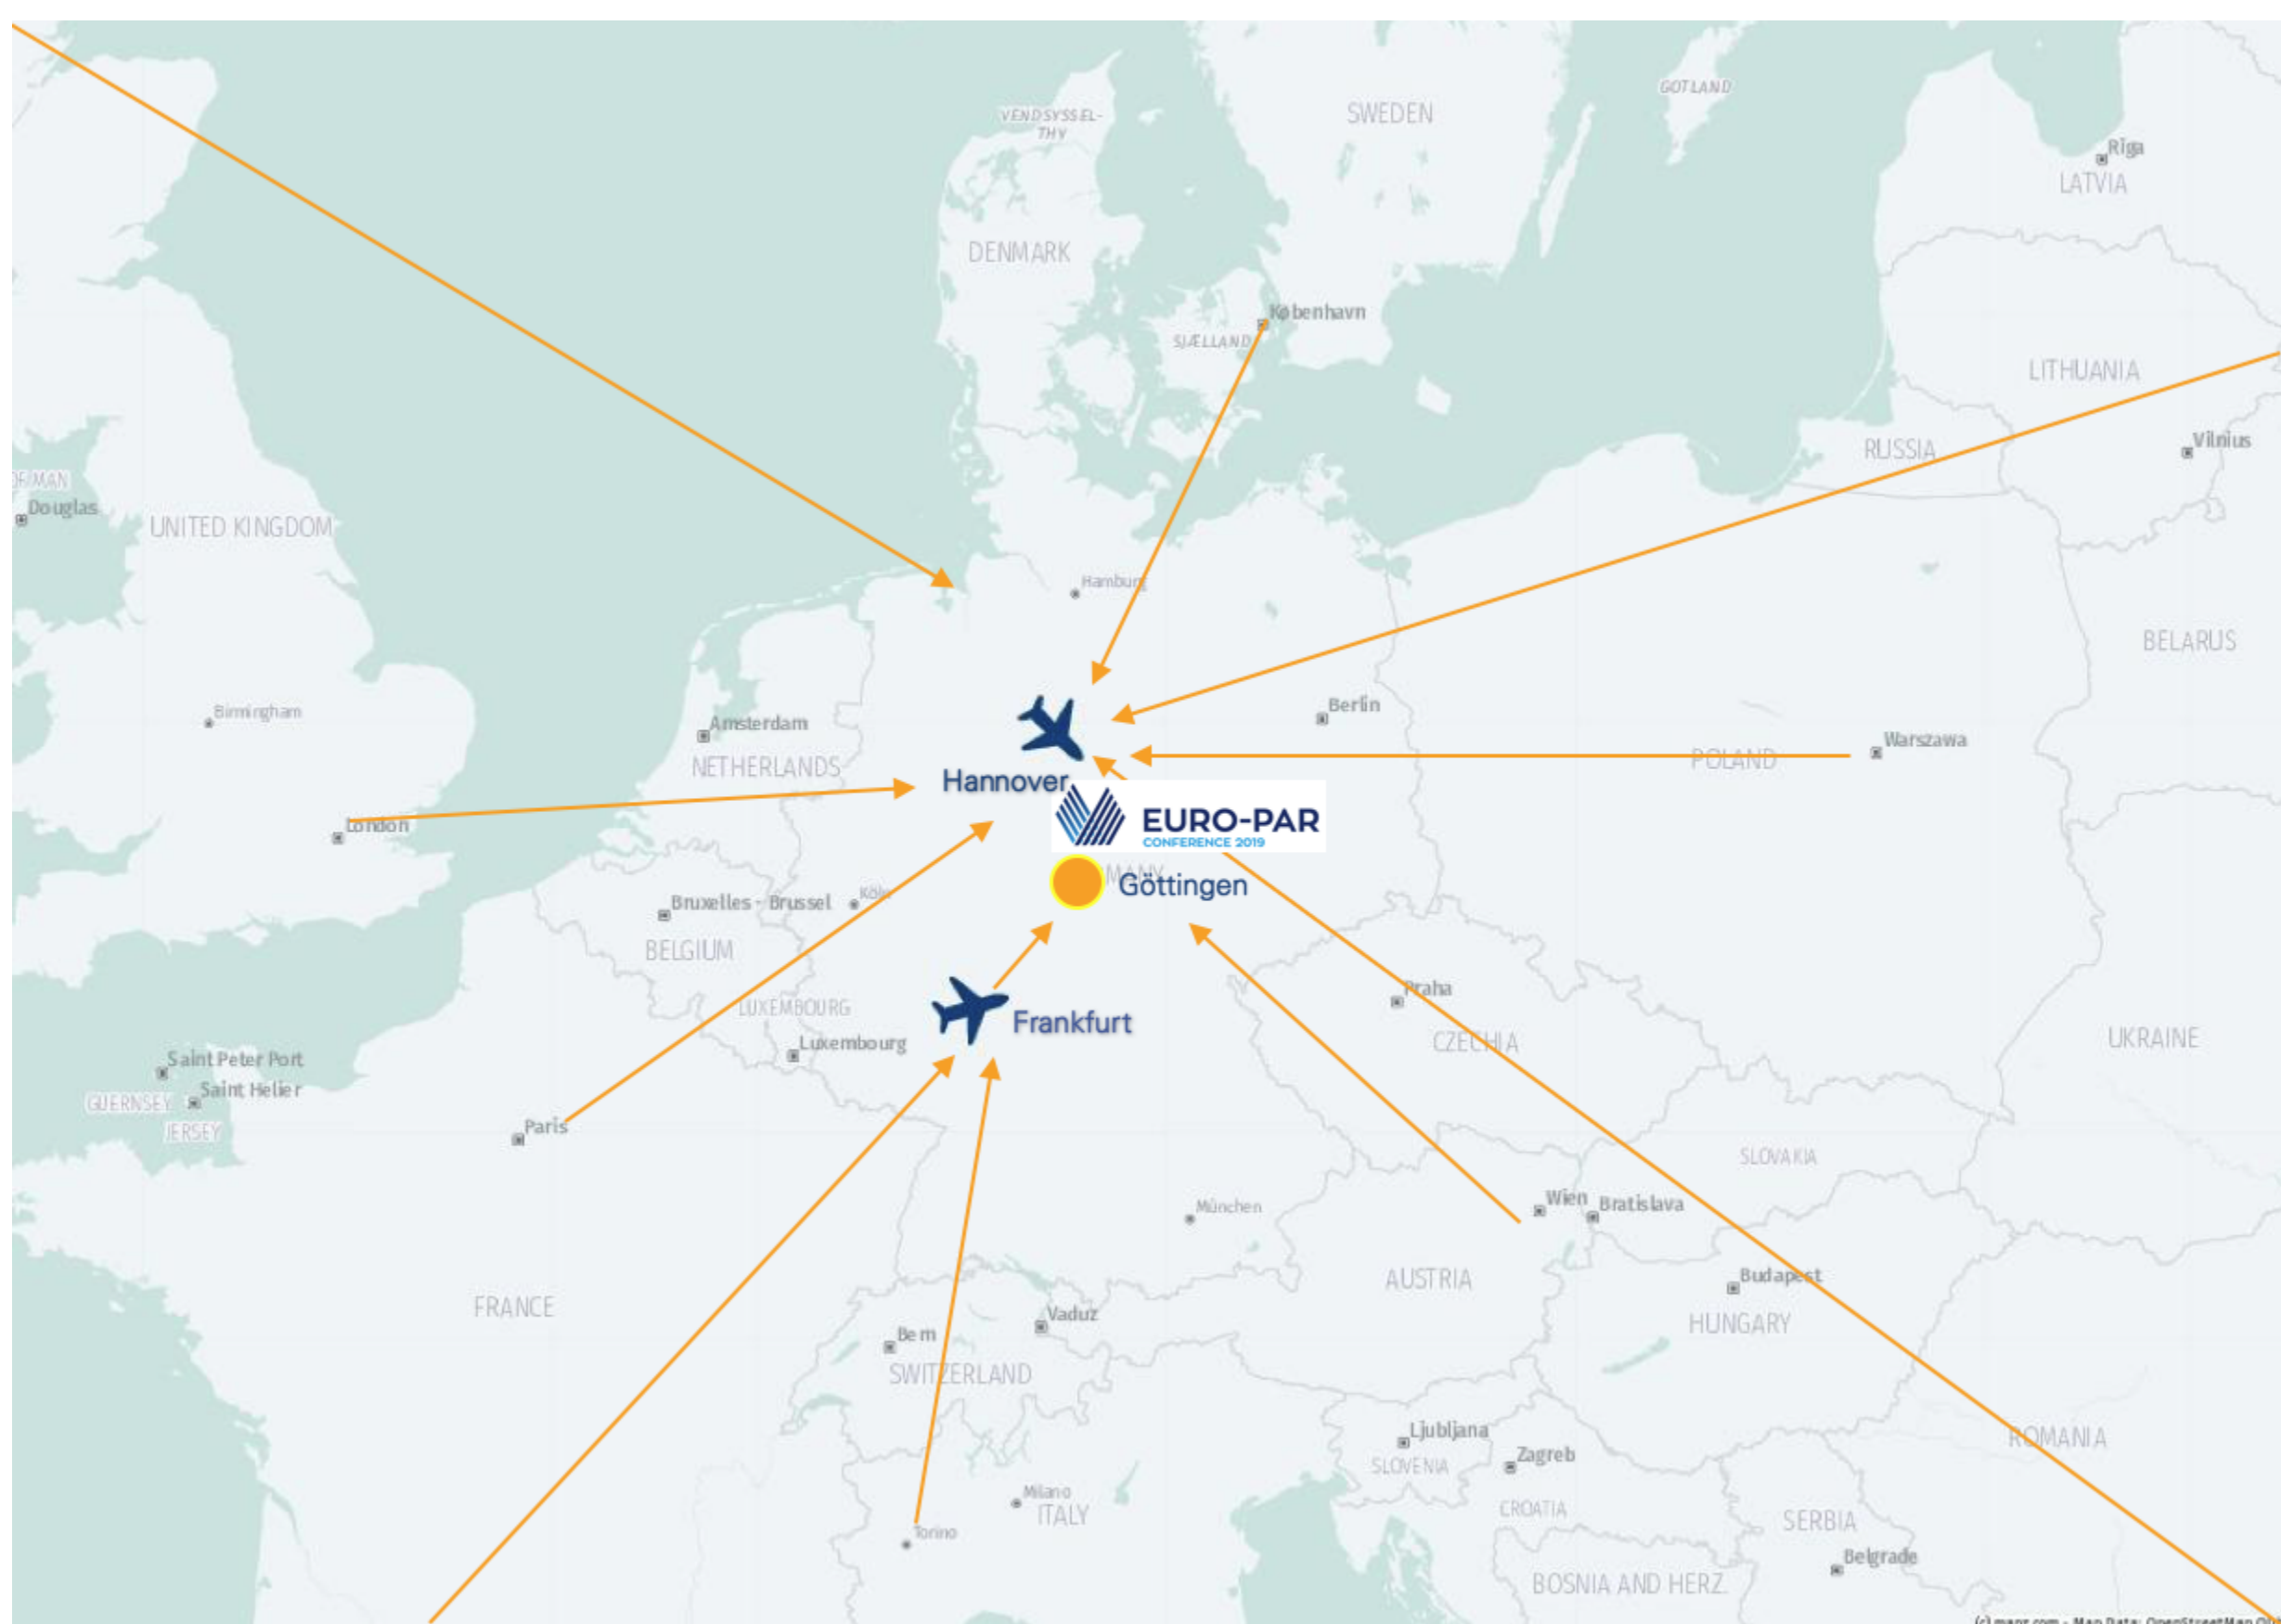 VENDSYSSEL-
THY
SWEDEN
GOTLAND
Rīga
LATVIA
DENMARK
København
SJÆLLAND
LITHUANIA
RUSSIA
Vilnius
Douglas
UNITED KINGDOM
Hamburg
BELARUS
Birmingham
Amsterdam
Berlin
NETHERLANDS
Warszawa
POLAND
Hannover
London
EURO-PAR
CONFERENCE 2019
Göttingen
Köln
Bruxelles - Brussel
BELGIUM
LUXEMBOURG
Luxembourg
Frankfurt
Praha
CZECHIA
UKRAINE
Saint Peter Port
Saint Helier
GUERNSEY
JERSEY
Paris
SLOVAKIA
Wien
Bratislava
München
AUSTRIA
Budapest
HUNGARY
FRANCE
Vaduz
Bern
SWITZERLAND
Ljubljana
SLOVENIA
Zagreb
ROMANIA
Milano
ITALY
Torino
CROATIA
SERBIA
Belgrade
BOSNIA AND HERZ.